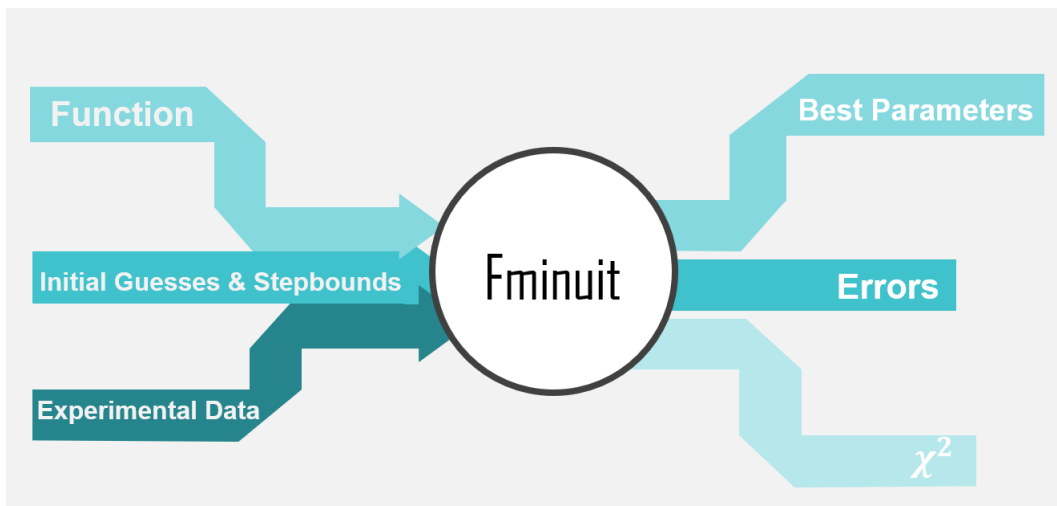 Function
Initial Guesses & Stepbounds
Experimental Data
Fminuit
Best Parameters
Errors
χ²